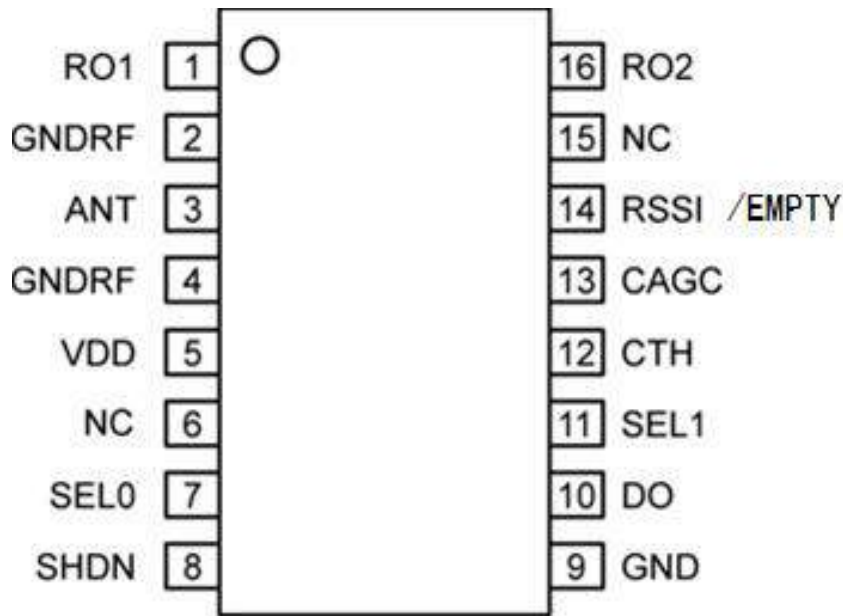 RO1 1 16 RO2
GNDRF 2 15 NC
ANT 3 14 RSSI /EMPTY
GNDRF 4 13 CAGC
VDD 5 12 CTH
NC 6 11 SEL1
SEL0 7 10 DO
SHDN 8 9 GND